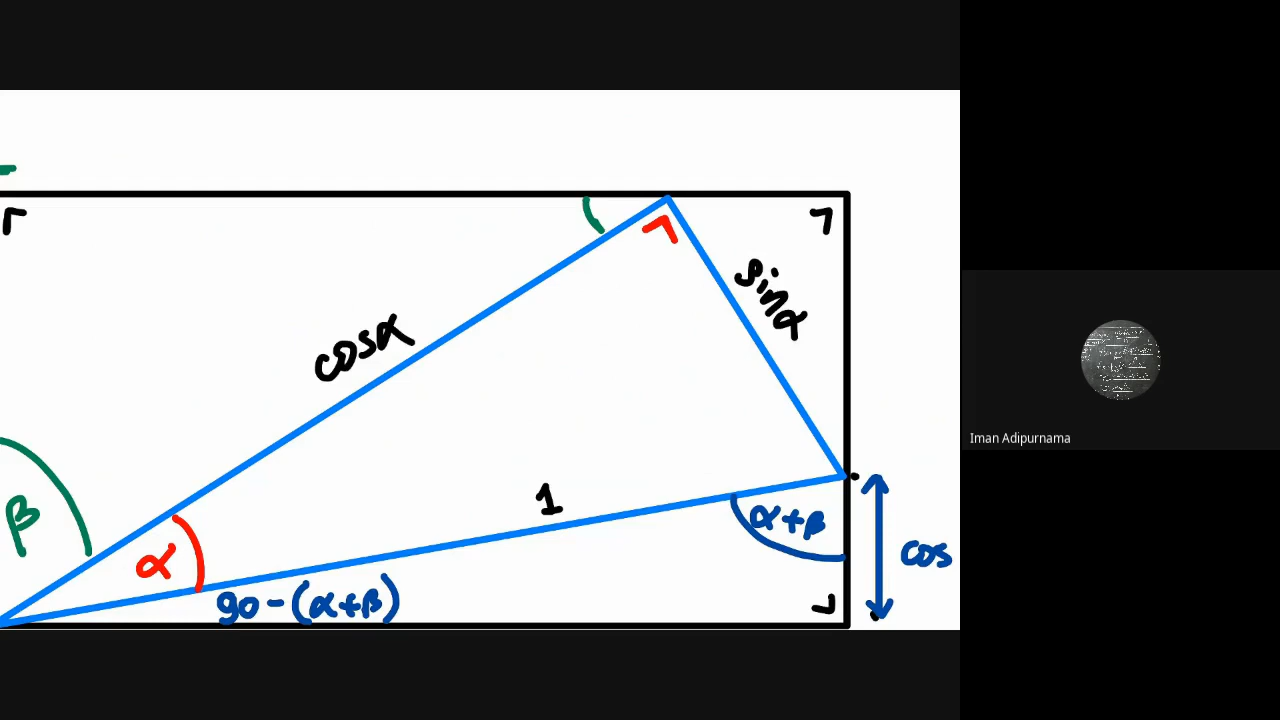 sinα
cosα
1
β
α
α+β
cos
90-(α+β)
Iman Adipurnama